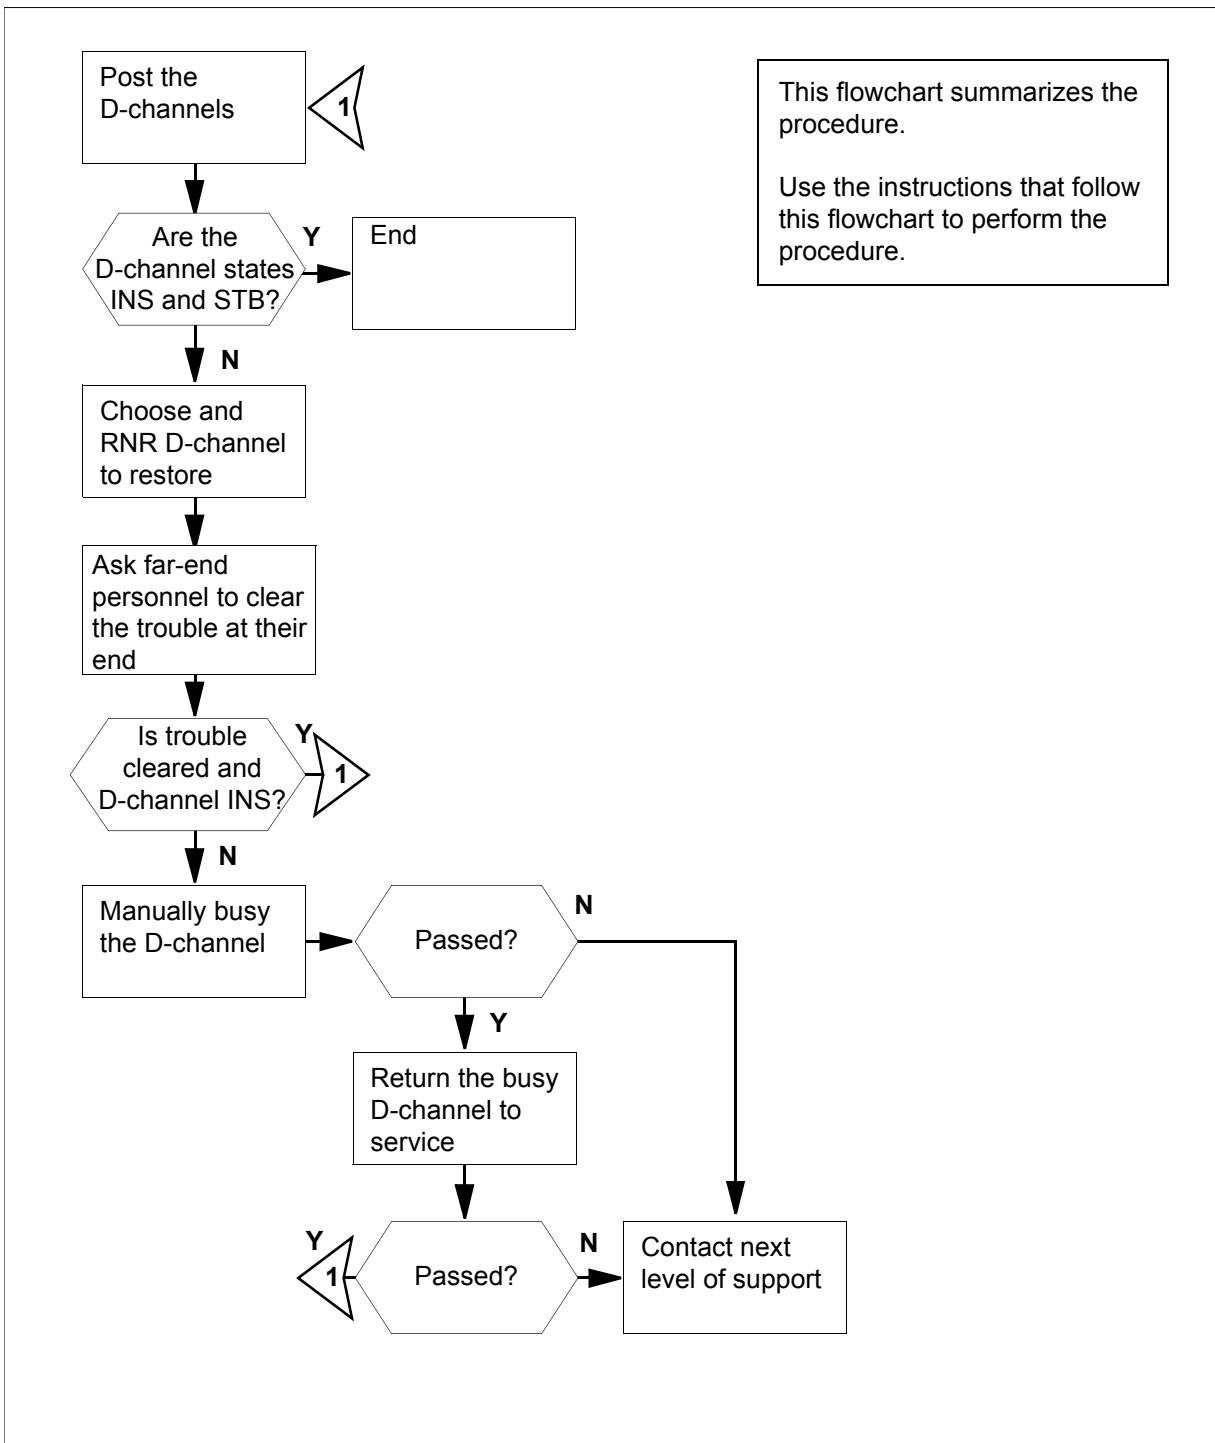 Post the
D-channels
1
This flowchart summarizes the
procedure.
Use the instructions that follow
this flowchart to perform the
procedure.
Are the
D-channel states
INS and STB?
Y
End
N
Choose and
RNR D-channel
to restore
Ask far-end
personnel to clear
the trouble at their
end
Is trouble
cleared and
D-channel INS?
Y
1
N
Manually busy
the D-channel
Passed?
N
Y
Return the busy
D-channel to
service
Passed?
Y
1
N
Contact next
level of support